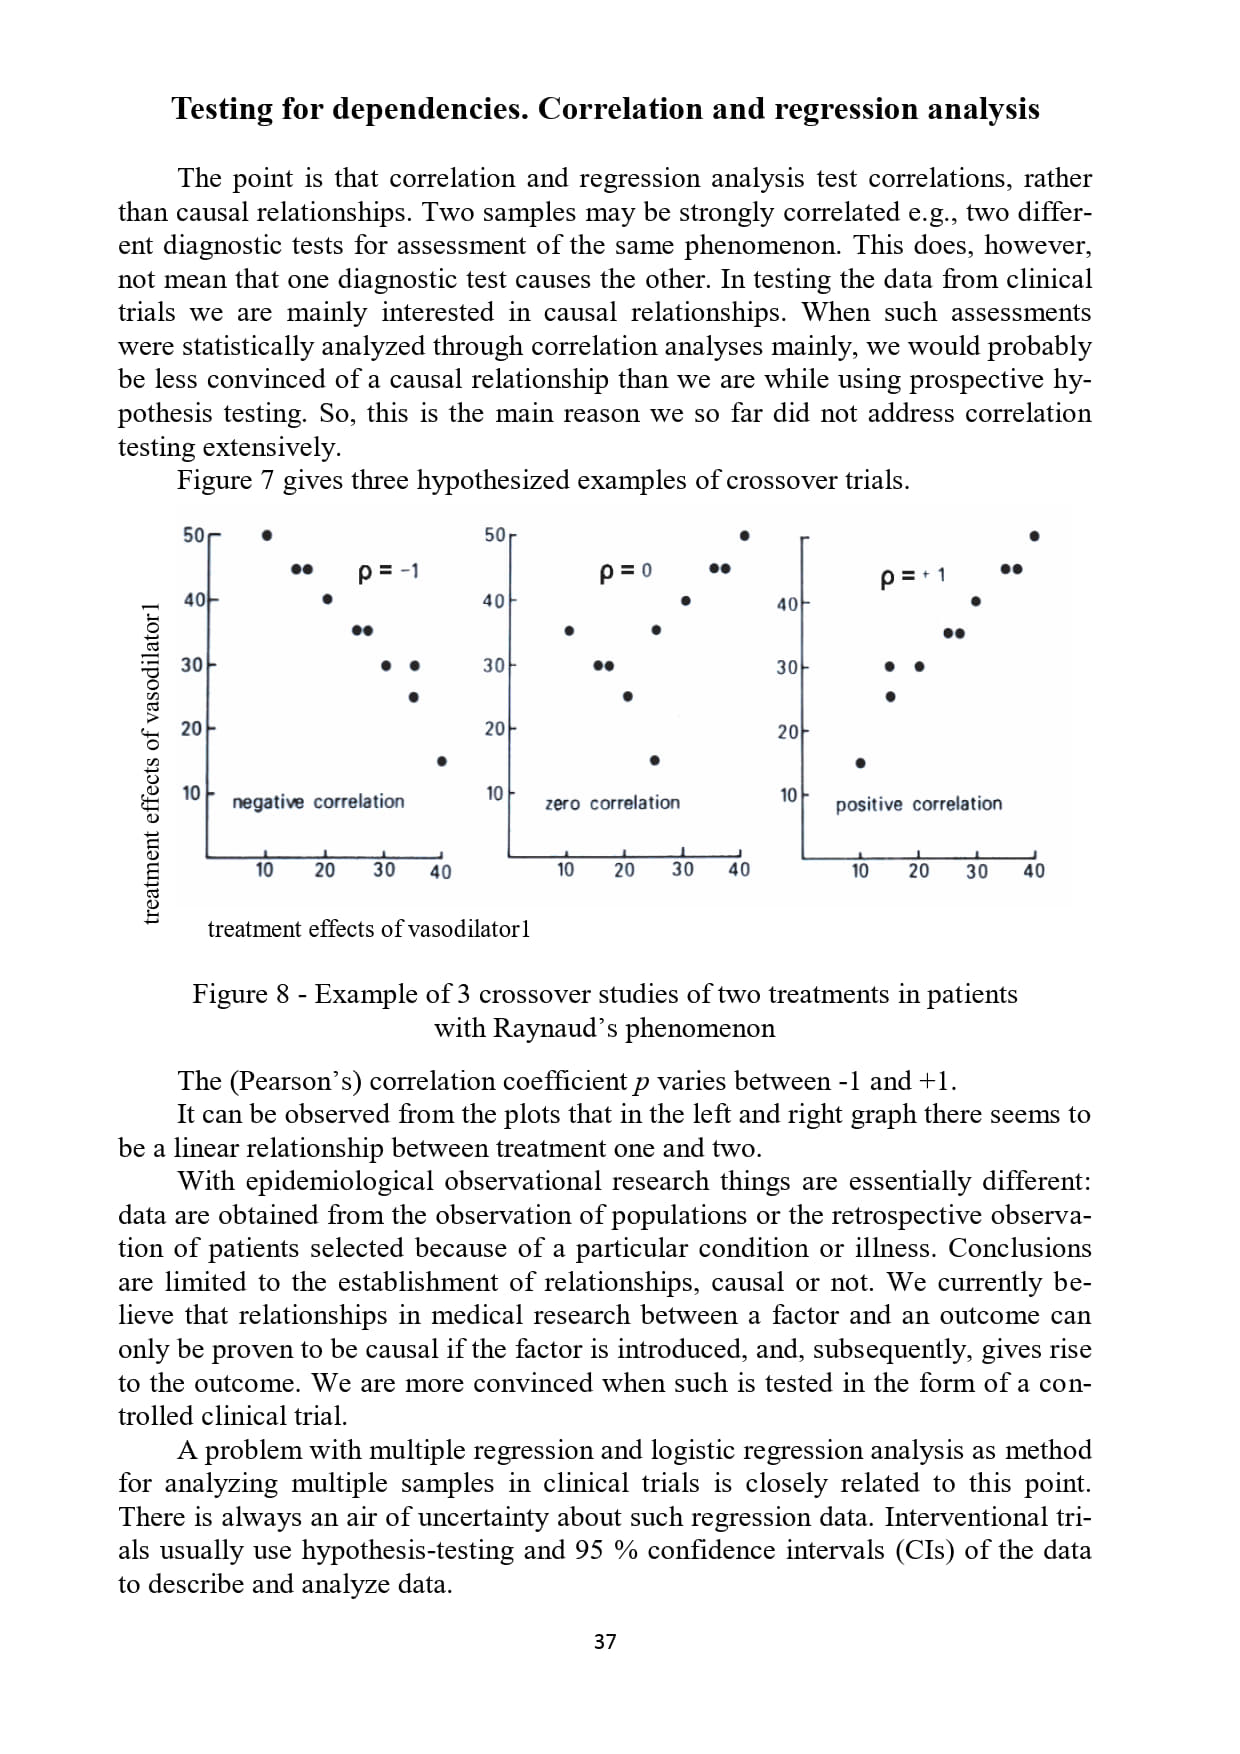 Testing for dependencies. Correlation and regression analysis
The point is that correlation and regression analysis test correlations, rather
than causal relationships. Two samples may be strongly correlated e.g., two differ-
ent diagnostic tests for assessment of the same phenomenon. This does, however,
not mean that one diagnostic test causes the other. In testing the data from clinical
trials we are mainly interested in causal relationships. When such assessments
were statistically analyzed through correlation analyses mainly, we would probably
be less convinced of a causal relationship than we are while using prospective hy-
pothesis testing. So, this is the main reason we so far did not address correlation
testing extensively.
Figure 7 gives three hypothesized examples of crossover trials.
treatment effects of vasodilator1
50
40
30
20
10
ρ = -1
negative correlation
10 20 30 40
50
40
30
20
10
ρ = 0
zero correlation
10 20 30 40
40
30
20
10
ρ = + 1
positive correlation
10 20 30 40
treatment effects of vasodilator1
Figure 8 - Example of 3 crossover studies of two treatments in patients
with Raynaud’s phenomenon
The (Pearson’s) correlation coefficient p varies between -1 and +1.
It can be observed from the plots that in the left and right graph there seems to
be a linear relationship between treatment one and two.
With epidemiological observational research things are essentially different:
data are obtained from the observation of populations or the retrospective observa-
tion of patients selected because of a particular condition or illness. Conclusions
are limited to the establishment of relationships, causal or not. We currently be-
lieve that relationships in medical research between a factor and an outcome can
only be proven to be causal if the factor is introduced, and, subsequently, gives rise
to the outcome. We are more convinced when such is tested in the form of a con-
trolled clinical trial.
A problem with multiple regression and logistic regression analysis as method
for analyzing multiple samples in clinical trials is closely related to this point.
There is always an air of uncertainty about such regression data. Interventional tri-
als usually use hypothesis-testing and 95 % confidence intervals (CIs) of the data
to describe and analyze data.
37